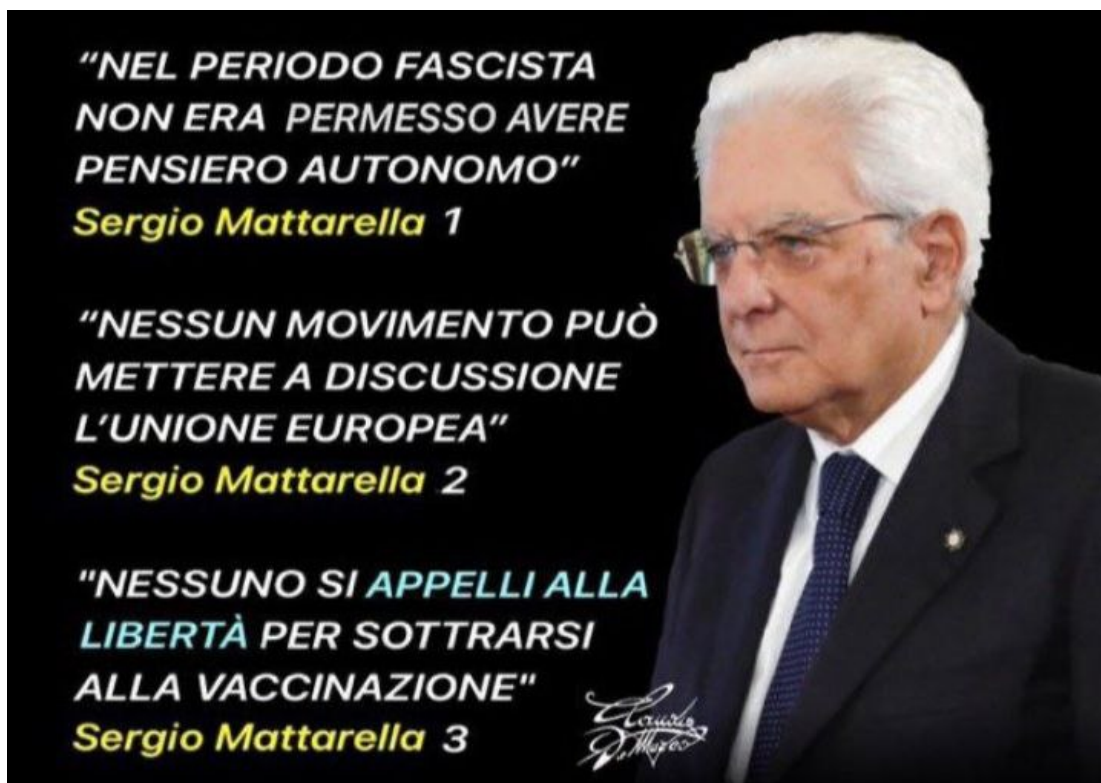 “NEL PERIODO FASCISTA
NON ERA PERMESSO AVERE
PENSIERO AUTONOMO“
Sergio Mattarella 1
“NESSUN MOVIMENTO PUÒ
METTERE A DISCUSSIONE
L’UNIONE EUROPEA“
Sergio Mattarella 2
"NESSUNO SI APPELLI ALLA
LIBERTÀ PER SOTTRARSI
ALLA VACCINAZIONE"
Sergio Mattarella 3